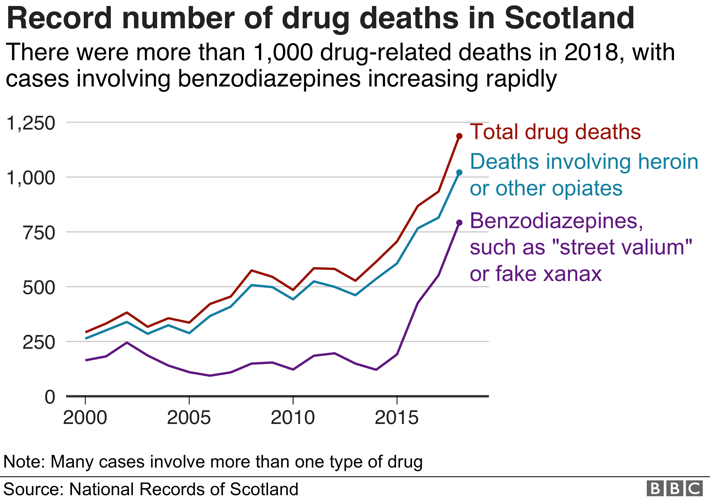 Record number of drug deaths in Scotland
There were more than 1,000 drug-related deaths in 2018, with
cases involving benzodiazepines increasing rapidly
1,250
Total drug deaths
Deaths involving heroin
or other opiates
1,000
Benzodiazepines,
such as "street valium"
or fake xanax
750
500
250
0
2000
2005
2010
2015
Note: Many cases involve more than one type of drug
Source: National Records of Scotland
BBC